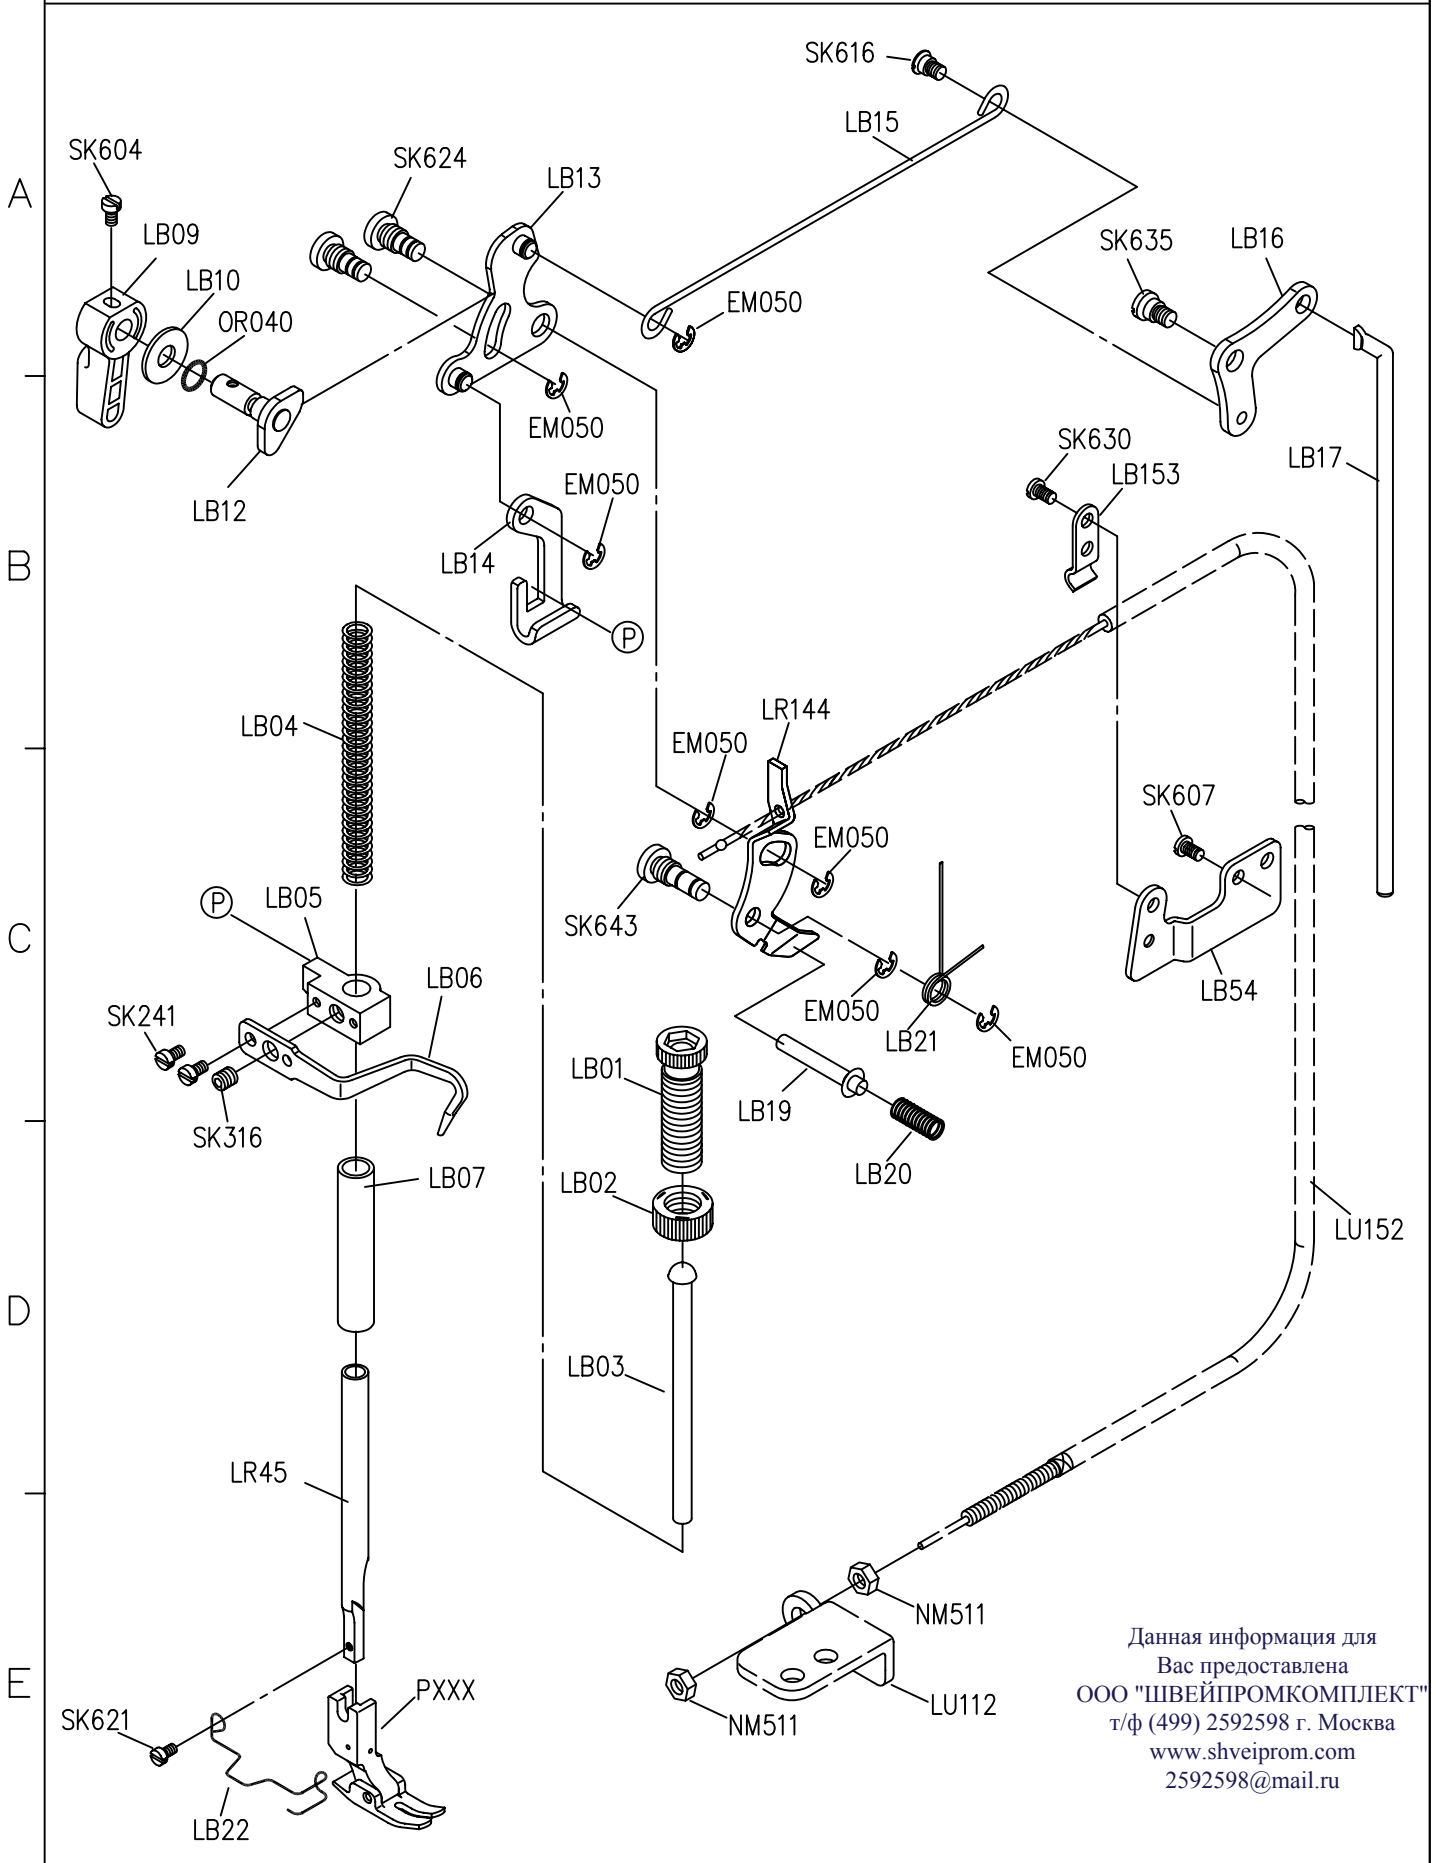 SK616
LB15
SK604
SK624
LB13
A
LB09
SK635
LB16
LB10
EM050
OR040
EM050
SK630
LB17
LB153
EM050
LB12
LB14
B
P
LR144
LB04
EM050
SK607
EM050
P
LB05
SK643
C
LB06
LB54
EM050
SK241
LB21
EM050
LB01
LB19
SK316
LB20
LB07
LB02
LU152
D
LB03
LR45
NM511
E
PXXX
LU112
SK621
NM511
LB22
Данная информация для
Вас предоставлена
ООО "ШВЕЙПРОМКОМПЛЕКТ"
т/ф (499) 2592598 г. Москва
www.shveiprom.com
2592598@mail.ru